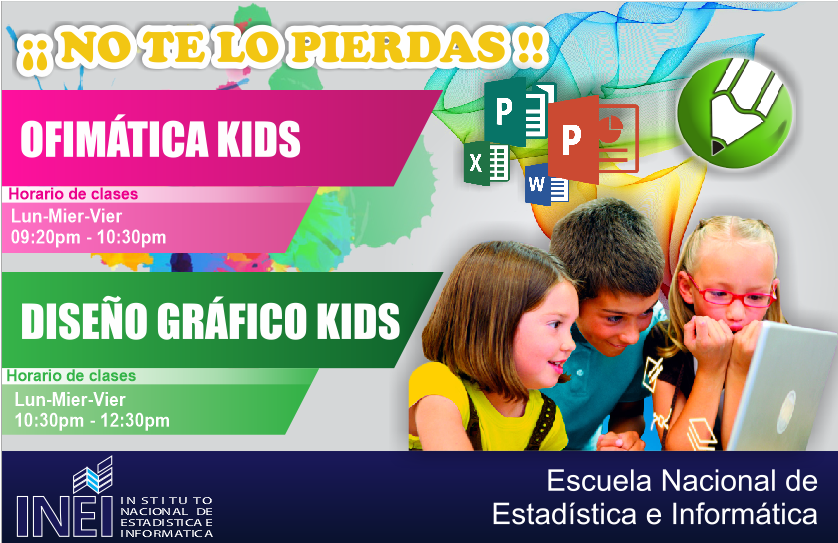 ¡¡ NO TE LO PIERDAS !!
OFIMÁTICA KIDS
Horario de clases
Lun-Mier-Vier
09:20pm - 10:30pm
P
X
W
P
DISEÑO GRÁFICO KIDS
Horario de clases
Lun-Mier-Vier
10:30pm - 12:30pm
INEI
INSTITUTO
NACIONAL DE
ESTADISTICA E
INFORMATICA
Escuela Nacional de
Estadística e Informática